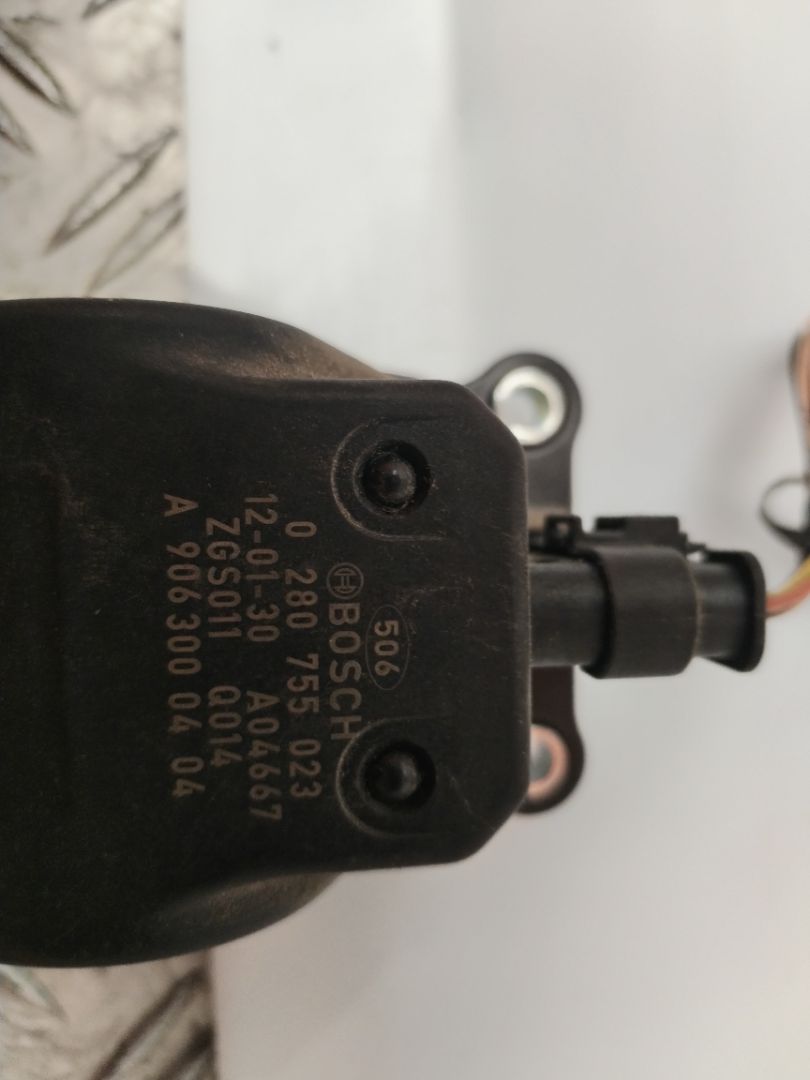 506
BOSCH
0 280 755 023
12-01-30 A04667
ZGS011 Q014
A 906 300 04 04